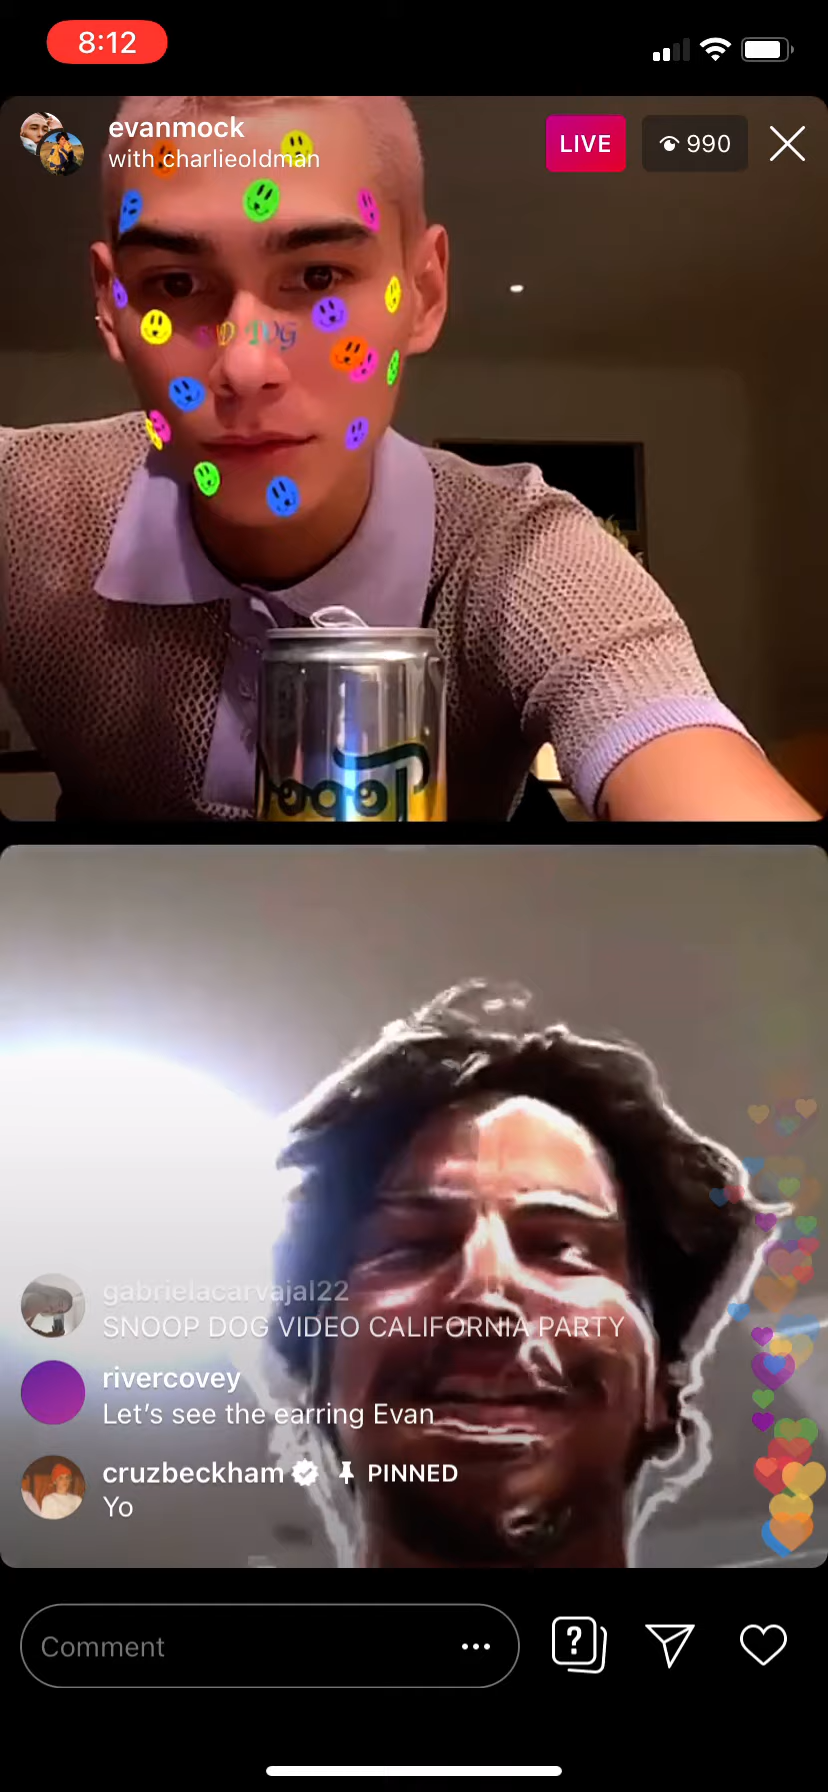 8:12
evanmock
with charlieoldman
LIVE
990
Topo
gabrielacarvajal22
SNOOP DOG VIDEO CALIFORNIA PARTY
rivercovey
Let's see the earring Evan
cruzbeckham PINNED
Yo
Comment